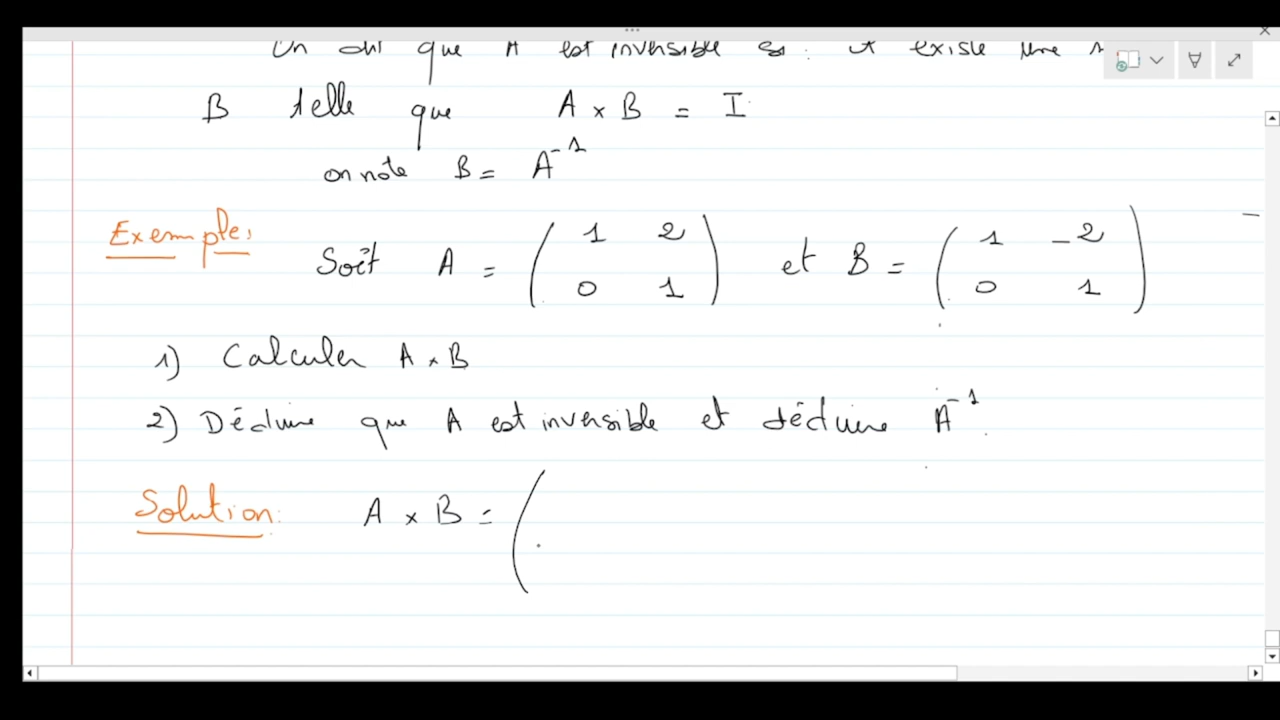 On dit que A est inversible s'il existe une
B telle que A × B = I
on note B = A⁻¹
Exemple: Soit A = ( 1 2 0 1 ) et B = ( 1 -2 0 1 )
1) Calculer A × B
2) Déduire que A est inversible et déduire A⁻¹.
Solution: A × B = (